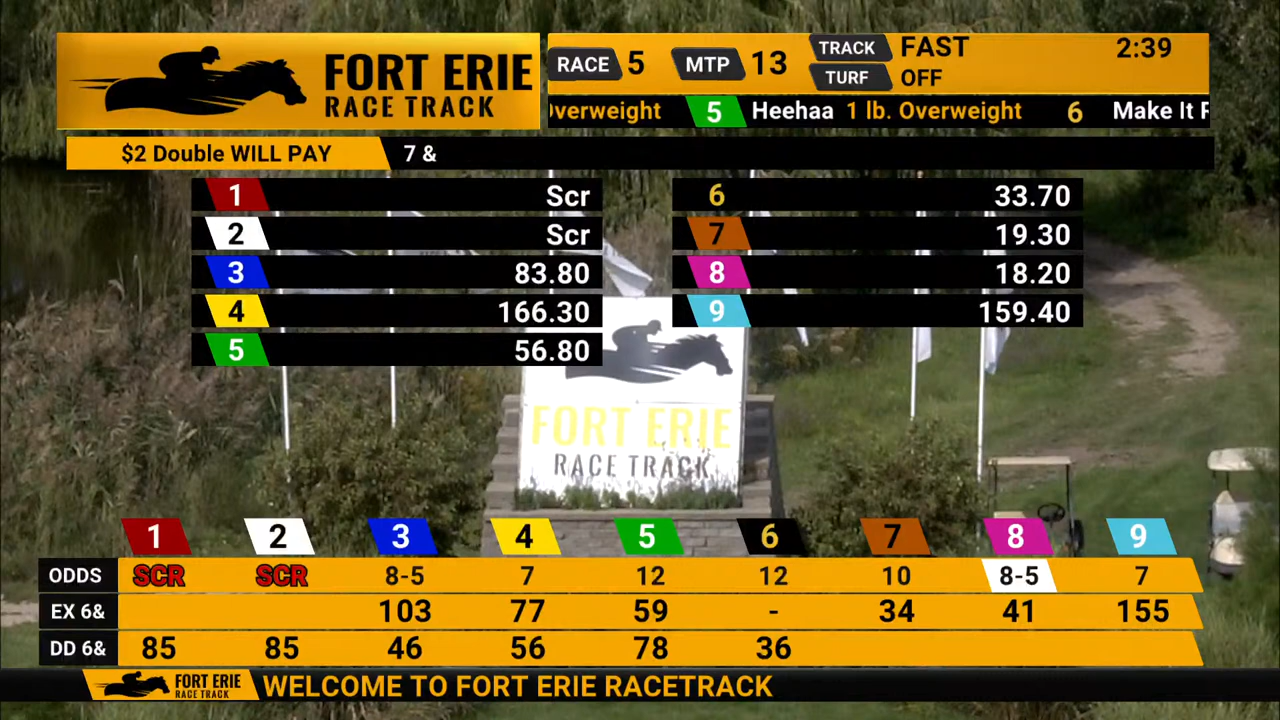 FORT ERIE
RACE TRACK
RACE 5 MTP 13 TRACK FAST 2:39
TURF OFF
Overweight 5 Heehaa 1 lb. Overweight 6 Make It
$2 Double WILL PAY 7 &
1 Scr
2 Scr
3 83.80
4 166.30
5 56.80
6 33.70
7 19.30
8 18.20
9 159.40
FORT ERIE
RACE TRACK
1 2 3 4 5 6 7 8 9
ODDS SCR SCR 8-5 7 12 12 10 8-5 7
EX 6& 103 77 59 - 34 41 155
DD 6& 85 85 46 56 78 36
FORT ERIE
RACE TRACK
WELCOME TO FORT ERIE RACETRACK